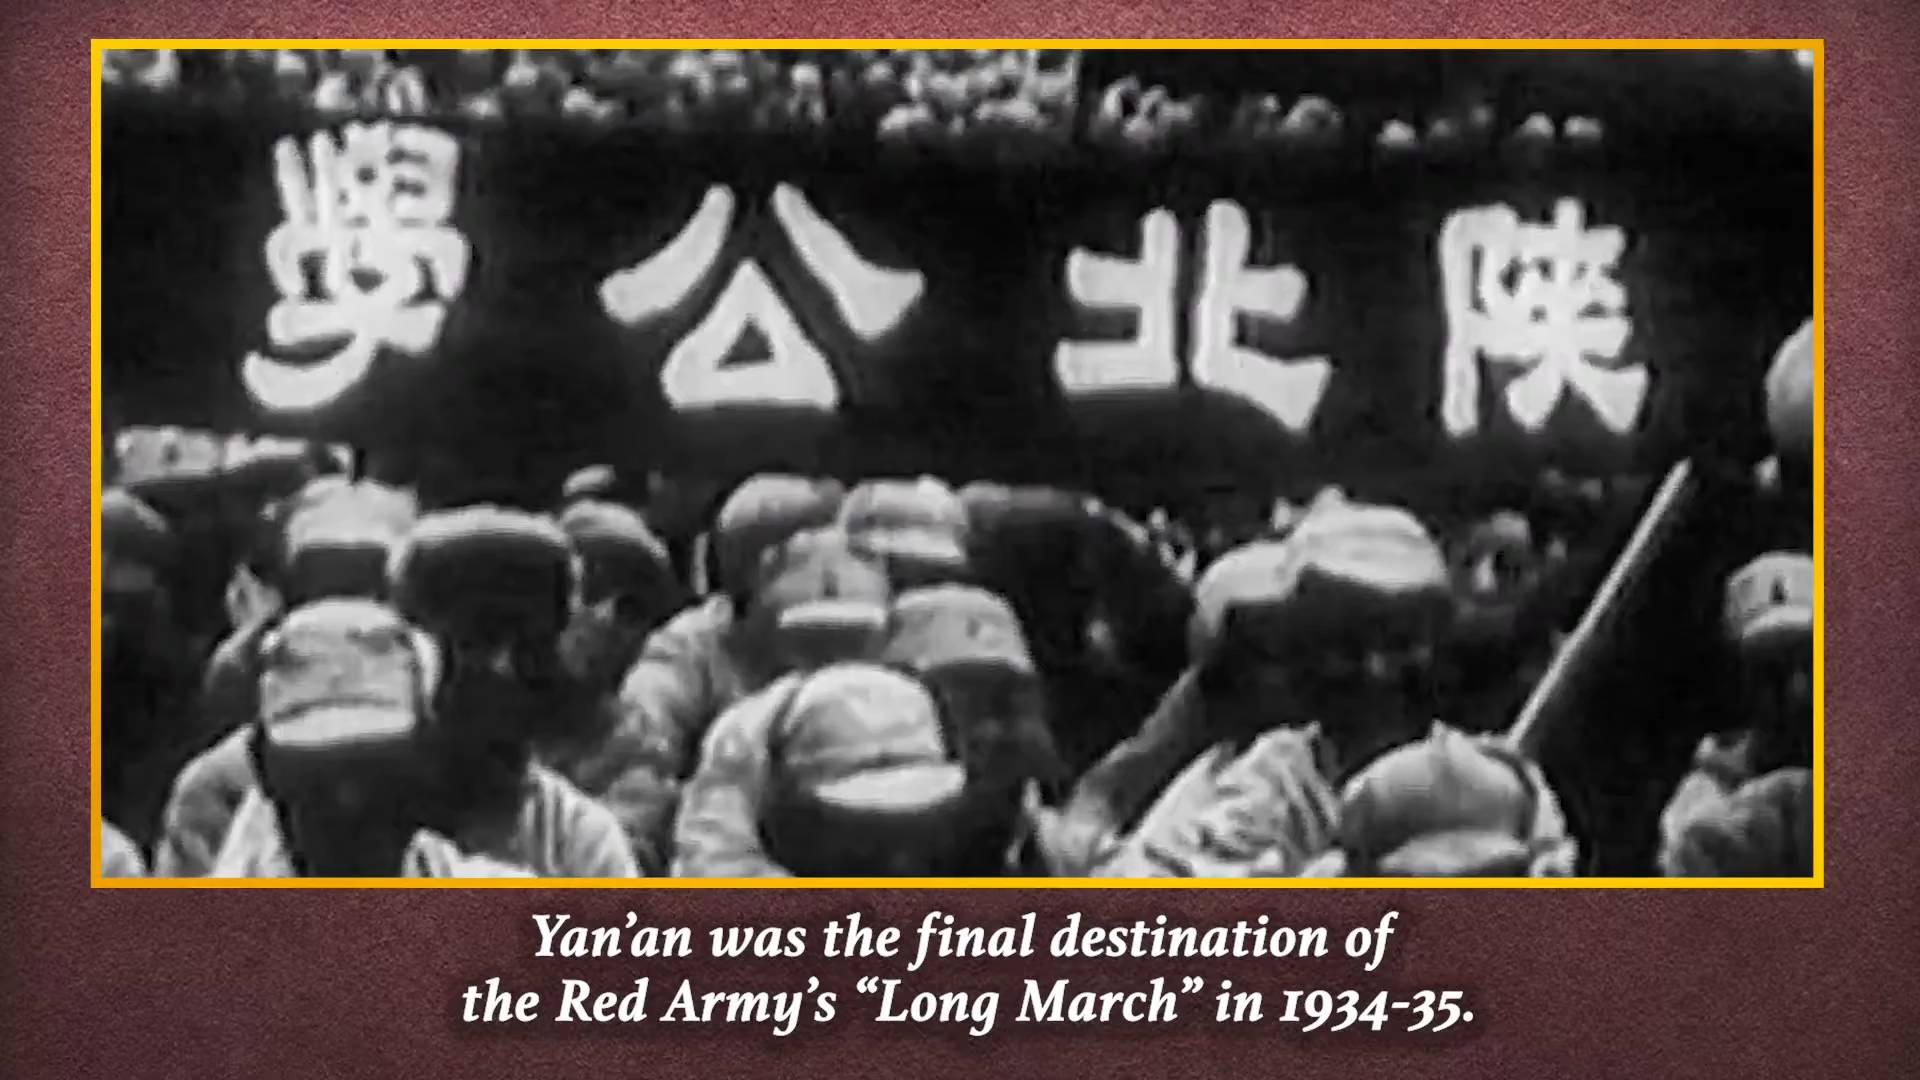 陝北公學
Yan’an was the final destination of
the Red Army’s “Long March” in 1934-35.